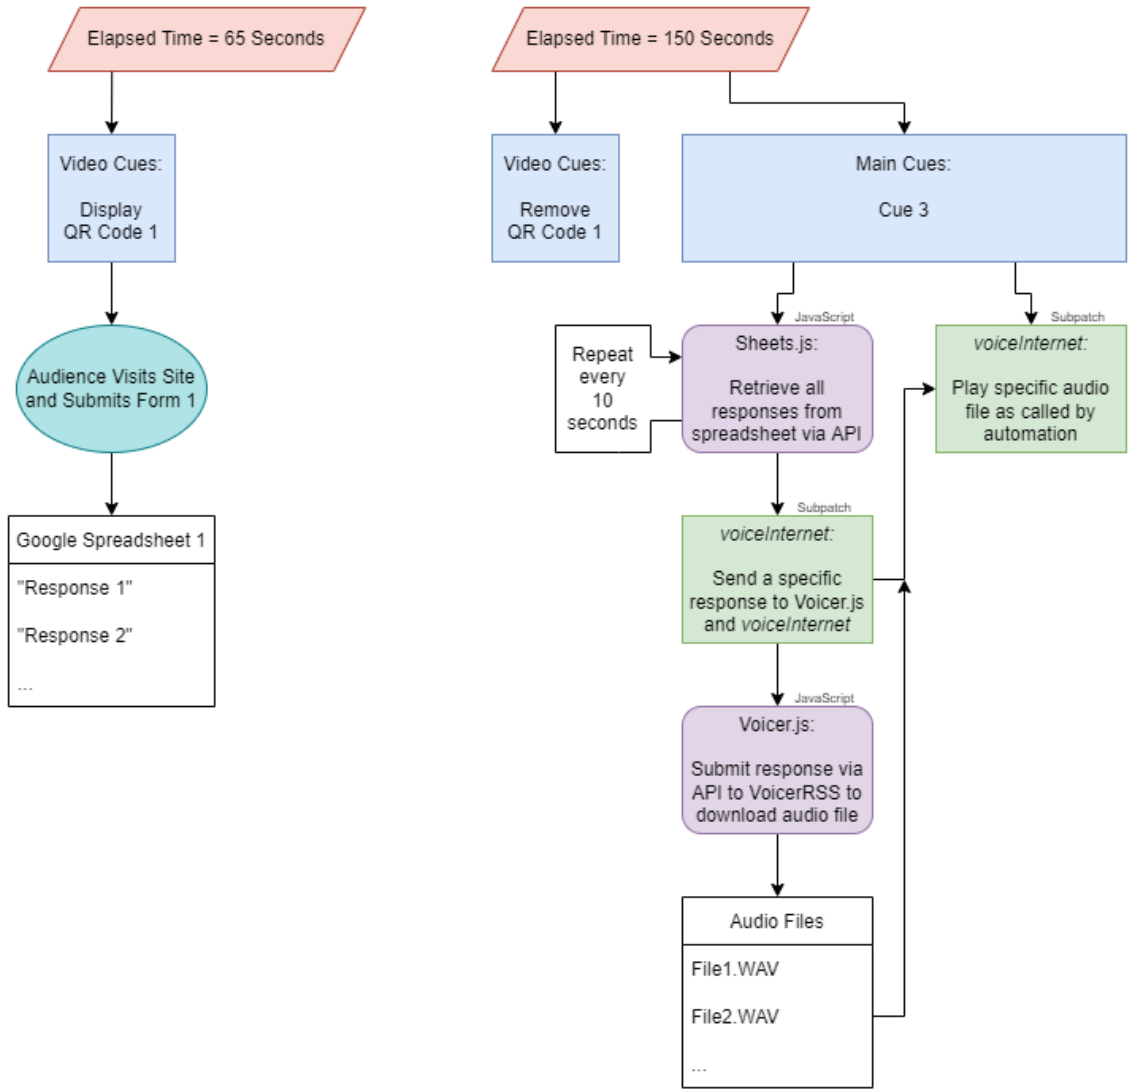 Elapsed Time = 65 Seconds
Video Cues:
Display
QR Code 1
Audience Visits Site
and Submits Form 1
Google Spreadsheet 1
"Response 1"
"Response 2"
...
Elapsed Time = 150 Seconds
Video Cues:
Remove
QR Code 1
Main Cues:
Cue 3
Repeat
every
10
seconds
JavaScript
Sheets.js:
Retrieve all
responses from
spreadsheet via API
Subpatch
voiceInternet:
Play specific audio
file as called by
automation
Subpatch
voiceInternet:
Send a specific
response to Voicer.js
and voiceInternet
JavaScript
Voicer.js:
Submit response via
API to VoicerRSS to
download audio file
Audio Files
File1.WAV
File2.WAV
...